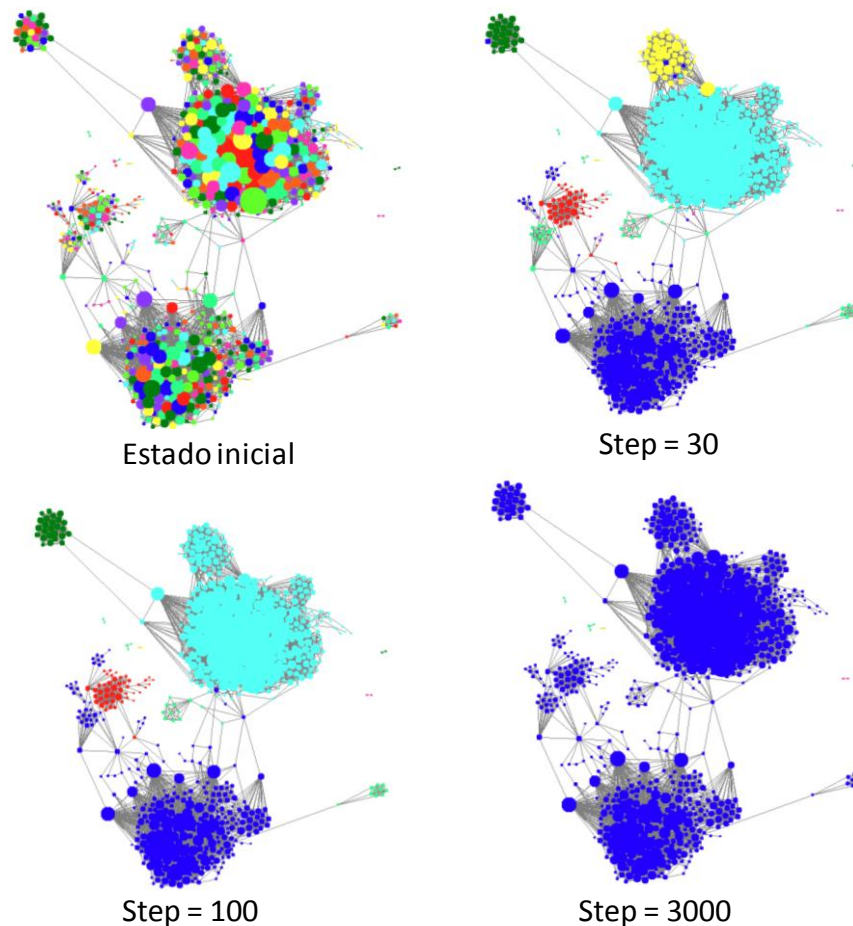 Estado inicial
Step = 30
Step = 100
Step = 3000